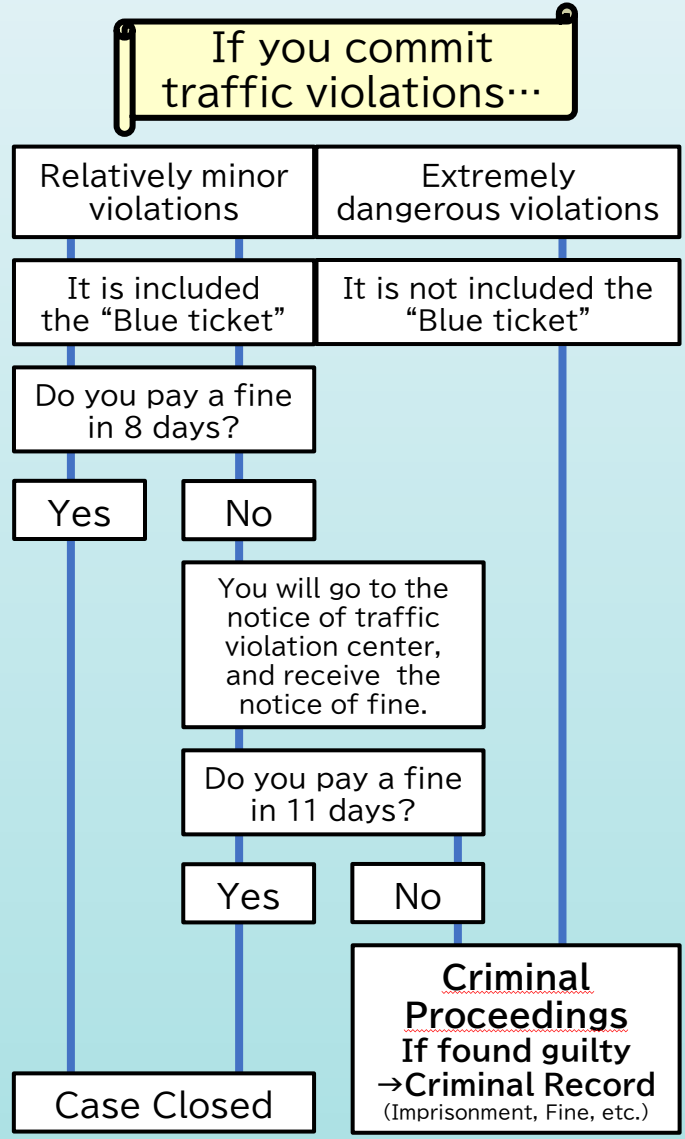 If you commit
traffic violations…
Relatively minor
violations
Extremely
dangerous violations
It is included
the “Blue ticket”
It is not included the
“Blue ticket”
Do you pay a fine
in 8 days?
Yes
No
You will go to the
notice of traffic
violation center,
and receive the
notice of fine.
Do you pay a fine
in 11 days?
Yes
No
Criminal
Proceedings
If found guilty
→Criminal Record
(Imprisonment, Fine, etc.)
Case Closed